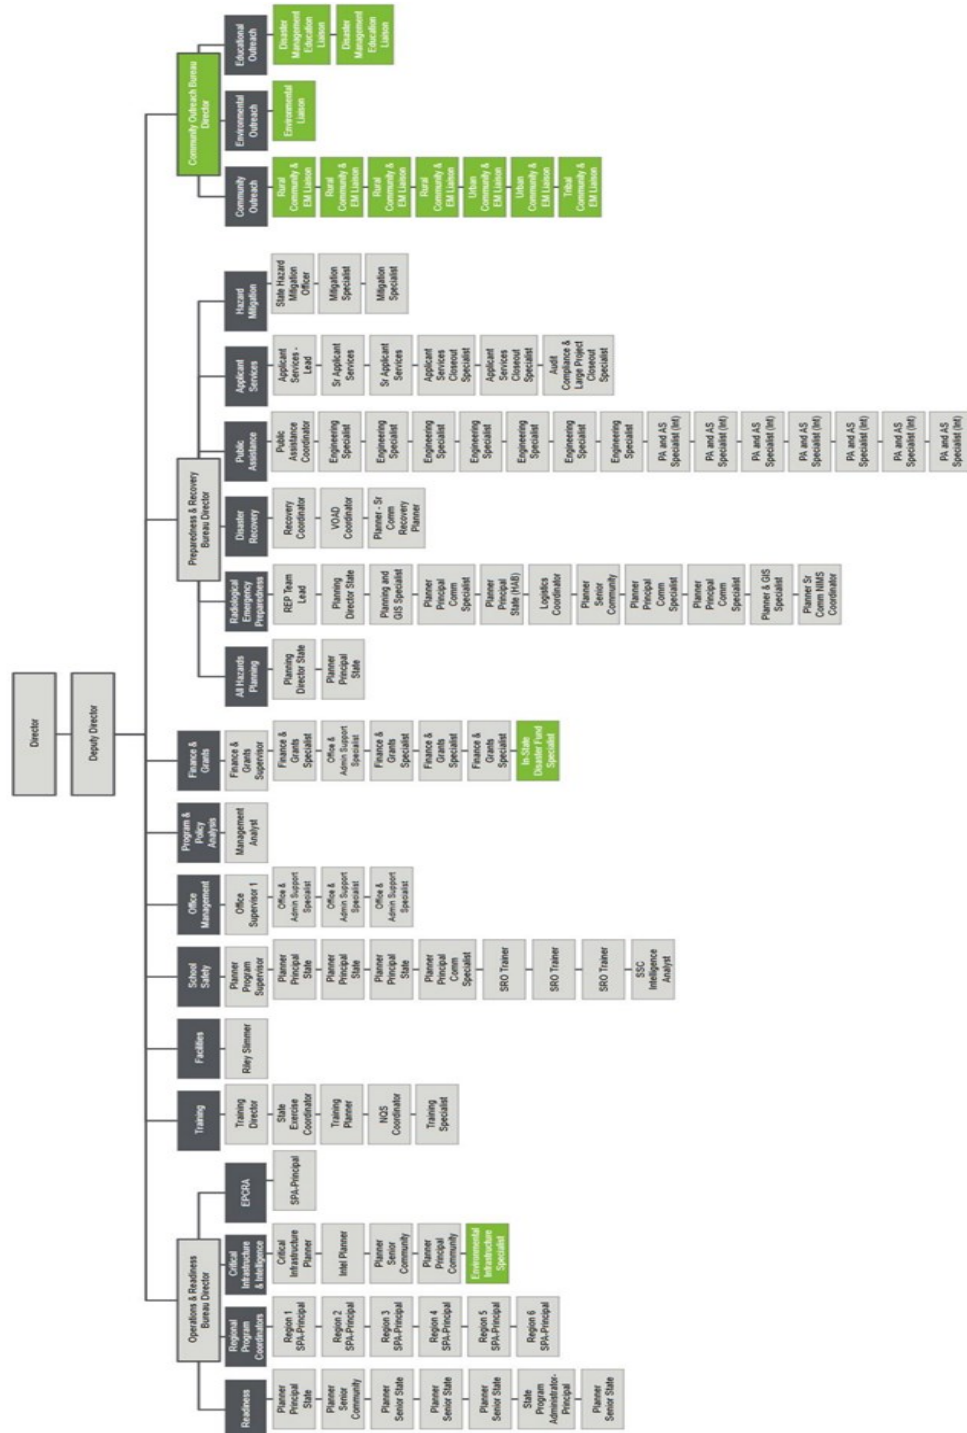 Director
Deputy Director
Operations & Readiness
Bureau Director
Readiness
Planner
Principal
State
Planner
Senior
Community
Planner
Senior State
Planner
Senior State
Planner
Senior State
State
Program
Administrator-
Principal
Planner
Senior State
Regional
Program
Coordinators
Region 1
SPA-Principal
Region 2
SPA-Principal
Region 3
SPA-Principal
Region 4
SPA-Principal
Region 5
SPA-Principal
Region 6
SPA-Principal
Critical
Infrastructure
& Intelligence
Critical
Infrastructure
Planner
Intel Planner
Planner
Senior
Community
Planner
Principal
Community
Environmental
Infrastructure
Specialist
EPCRA
SPA-Principal
Training
Training
Director
State
Exercise
Coordinator
Training
Planner
NQS
Coordinator
Training
Specialist
Facilities
Riley Slimmer
School
Safety
Planner
Program
Supervisor
Planner
Principal
State
Planner
Principal
State
Planner
Principal
State
Planner
Principal
Comm
Specialist
SRO Trainer
SRO Trainer
SRO Trainer
SSC
Intelligence
Analyst
Office
Management
Office
Supervisor 1
Office &
Admin Support
Specialist
Office &
Admin Support
Specialist
Office &
Admin Support
Specialist
Program &
Policy
Analysis
Management
Analyst
Finance &
Grants
Finance &
Grants
Supervisor
Finance &
Grants
Specialist
Office &
Admin Support
Specialist
Finance &
Grants
Specialist
Finance &
Grants
Specialist
Finance &
Grants
Specialist
In-State
Disaster Fund
Specialist
Preparedness & Recovery
Bureau Director
All Hazards
Planning
Planning
Director State
Planner
Principal
State
Radiological
Emergency
Preparedness
REP Team
Lead
Planning
Director State
Planning and
GIS Specialist
Planner
Principal
Comm
Specialist
Planner
Principal
State (HAB)
Logistics
Coordinator
Planner
Senior
Community
Planner
Principal
Comm
Specialist
Planner
Principal
Comm
Specialist
Planner & GIS
Specialist
Planner Sr
Comm NIMS
Coordinator
Disaster
Recovery
Recovery
Coordinator
VOAD
Coordinator
Planner - Sr
Comm
Recovery
Planner
Public
Assistance
Public
Assistance
Coordinator
Engineering
Specialist
Engineering
Specialist
Engineering
Specialist
Engineering
Specialist
Engineering
Specialist
Engineering
Specialist
Engineering
Specialist
PA and AS
Specialist (Int)
PA and AS
Specialist (Int)
PA and AS
Specialist (Int)
PA and AS
Specialist (Int)
PA and AS
Specialist (Int)
PA and AS
Specialist (Int)
PA and AS
Specialist (Int)
Applicant
Services
Applicant
Services -
Lead
Sr Applicant
Services
Sr Applicant
Services
Applicant
Services
Closeout
Specialist
Applicant
Services
Closeout
Specialist
Audit
Compliance &
Large Project
Closeout
Specialist
Hazard
Mitigation
State Hazard
Mitigation
Officer
Mitigation
Specialist
Mitigation
Specialist
Community Outreach Bureau
Director
Community
Outreach
Rural
Community &
EM Liaison
Rural
Community &
EM Liaison
Rural
Community &
EM Liaison
Rural
Community &
EM Liaison
Urban
Community &
EM Liaison
Urban
Community &
EM Liaison
Tribal
Community &
EM Liaison
Environmental
Outreach
Environmental
Liaison
Educational
Outreach
Disaster
Management
Education
Liaison
Disaster
Management
Education
Liaison